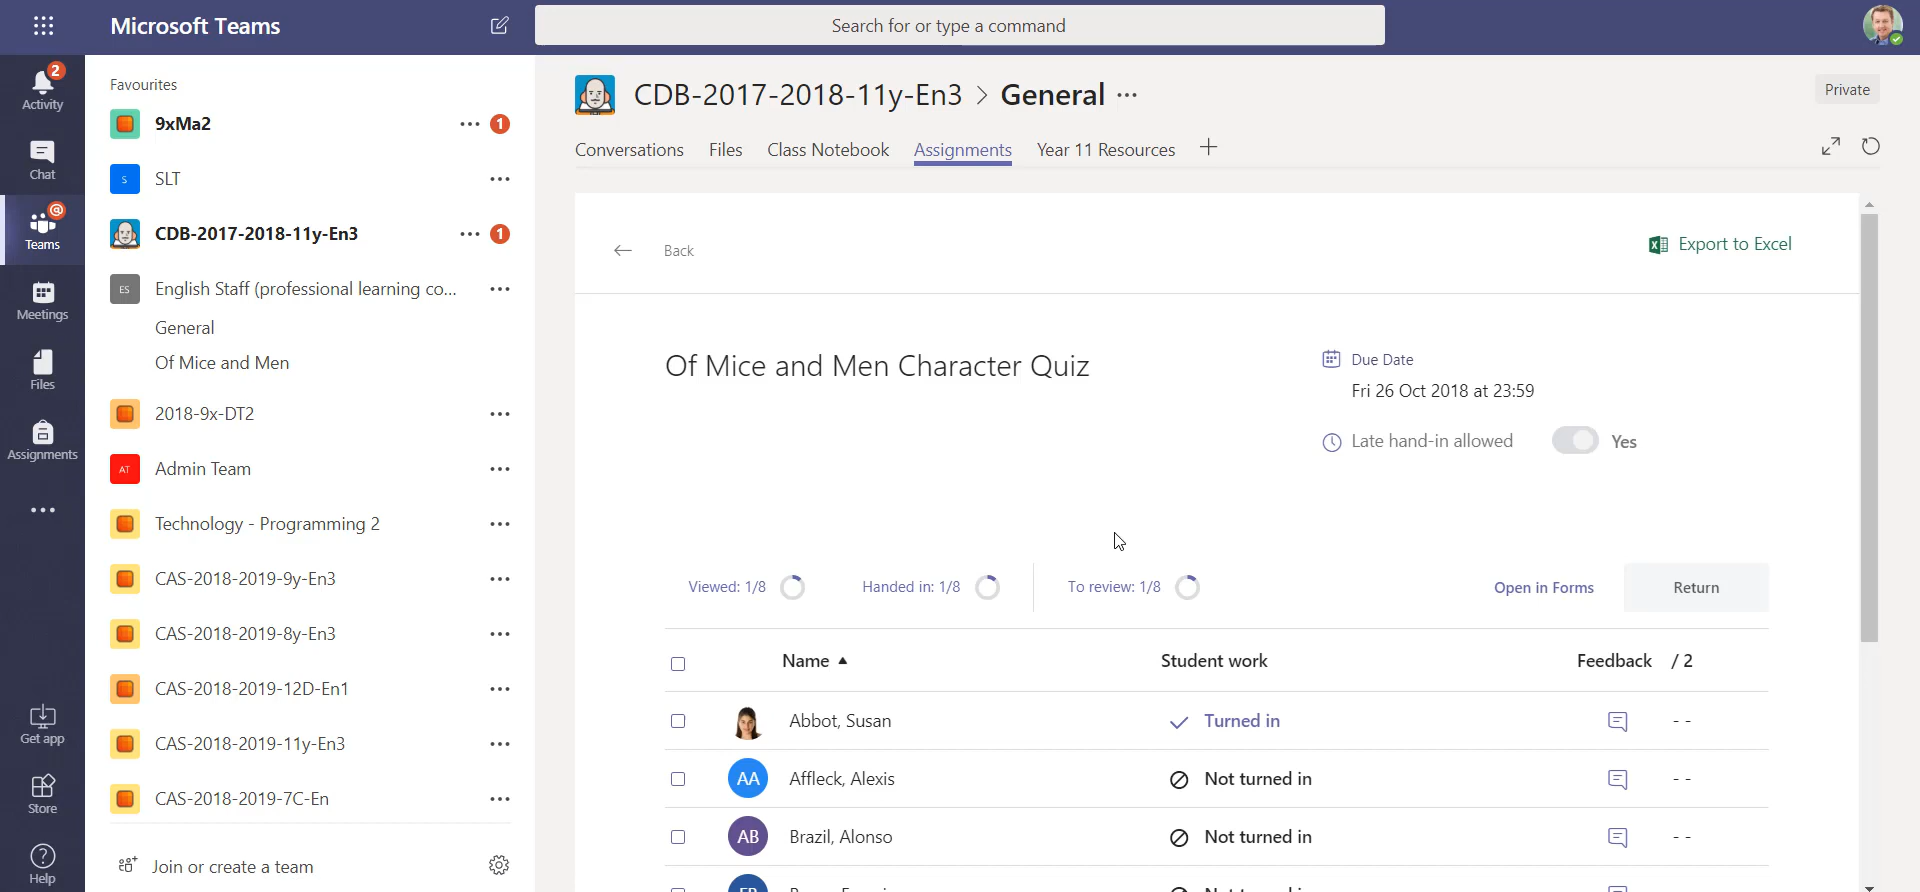 Microsoft Teams
Search for or type a command
2
Activity
Chat
@
Teams
Meetings
Files
Assignments
Get app
Store
?
Help
Favourites
9xMa2 ... 1
S SLT ...
CDB-2017-2018-11y-En3 ... 1
ES English Staff (professional learning co... ...
General
Of Mice and Men
2018-9x-DT2 ...
AT Admin Team ...
Technology - Programming 2 ...
CAS-2018-2019-9y-En3 ...
CAS-2018-2019-8y-En3 ...
CAS-2018-2019-12D-En1 ...
CAS-2018-2019-11y-En3 ...
CAS-2018-2019-7C-En ...
Join or create a team
CDB-2017-2018-11y-En3 > General ...
Private
Conversations Files Class Notebook Assignments Year 11 Resources +
Back
Export to Excel
Of Mice and Men Character Quiz
Due Date
Fri 26 Oct 2018 at 23:59
Late hand-in allowed Yes
Viewed: 1/8 Handed in: 1/8 To review: 1/8 Open in Forms Return
Name Student work Feedback / 2
Abbot, Susan Turned in - -
AA Affleck, Alexis Not turned in - -
AB Brazil, Alonso Not turned in - -